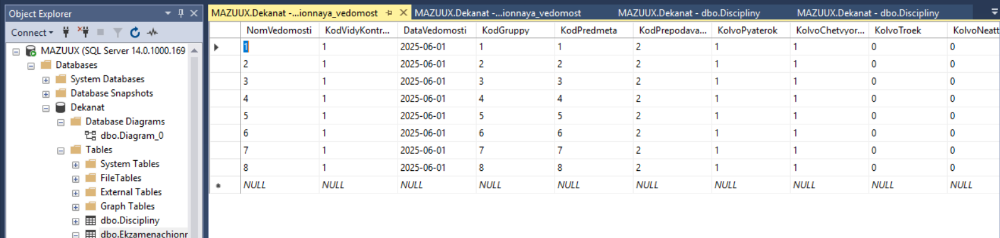 Object Explorer
Connect
MAZUUX (SQL Server 14.0.1000.169
Databases
System Databases
Database Snapshots
Dekanat
Database Diagrams
dbo.Diagram_0
Tables
System Tables
FileTables
External Tables
Graph Tables
dbo.Discipliny
dbo.Ekzamenachionr
MAZUUX.Dekanat -...ionnaya_vedomost MAZUUX.Dekanat -...ionnaya_vedomost MAZUUX.Dekanat - dbo.Discipliny MAZUUX.Dekanat - dbo.Discipliny
NomVedomosti KodVidyKontr... DataVedomosti KodGruppy KodPredmeta KodPrepodava... KolvoPyaterok KolvoChetvyor... KolvoTroek KolvoNeatt
1 1 2025-06-01 1 1 2 1 1 0 0
2 1 2025-06-01 2 2 2 1 1 0 0
3 1 2025-06-01 3 3 2 1 1 0 0
4 1 2025-06-01 4 4 2 1 1 0 0
5 1 2025-06-01 5 5 2 1 1 0 0
6 1 2025-06-01 6 6 2 1 1 0 0
7 1 2025-06-01 7 7 2 1 1 0 0
8 1 2025-06-01 8 8 2 1 1 0 0
NULL NULL NULL NULL NULL NULL NULL NULL NULL NULL